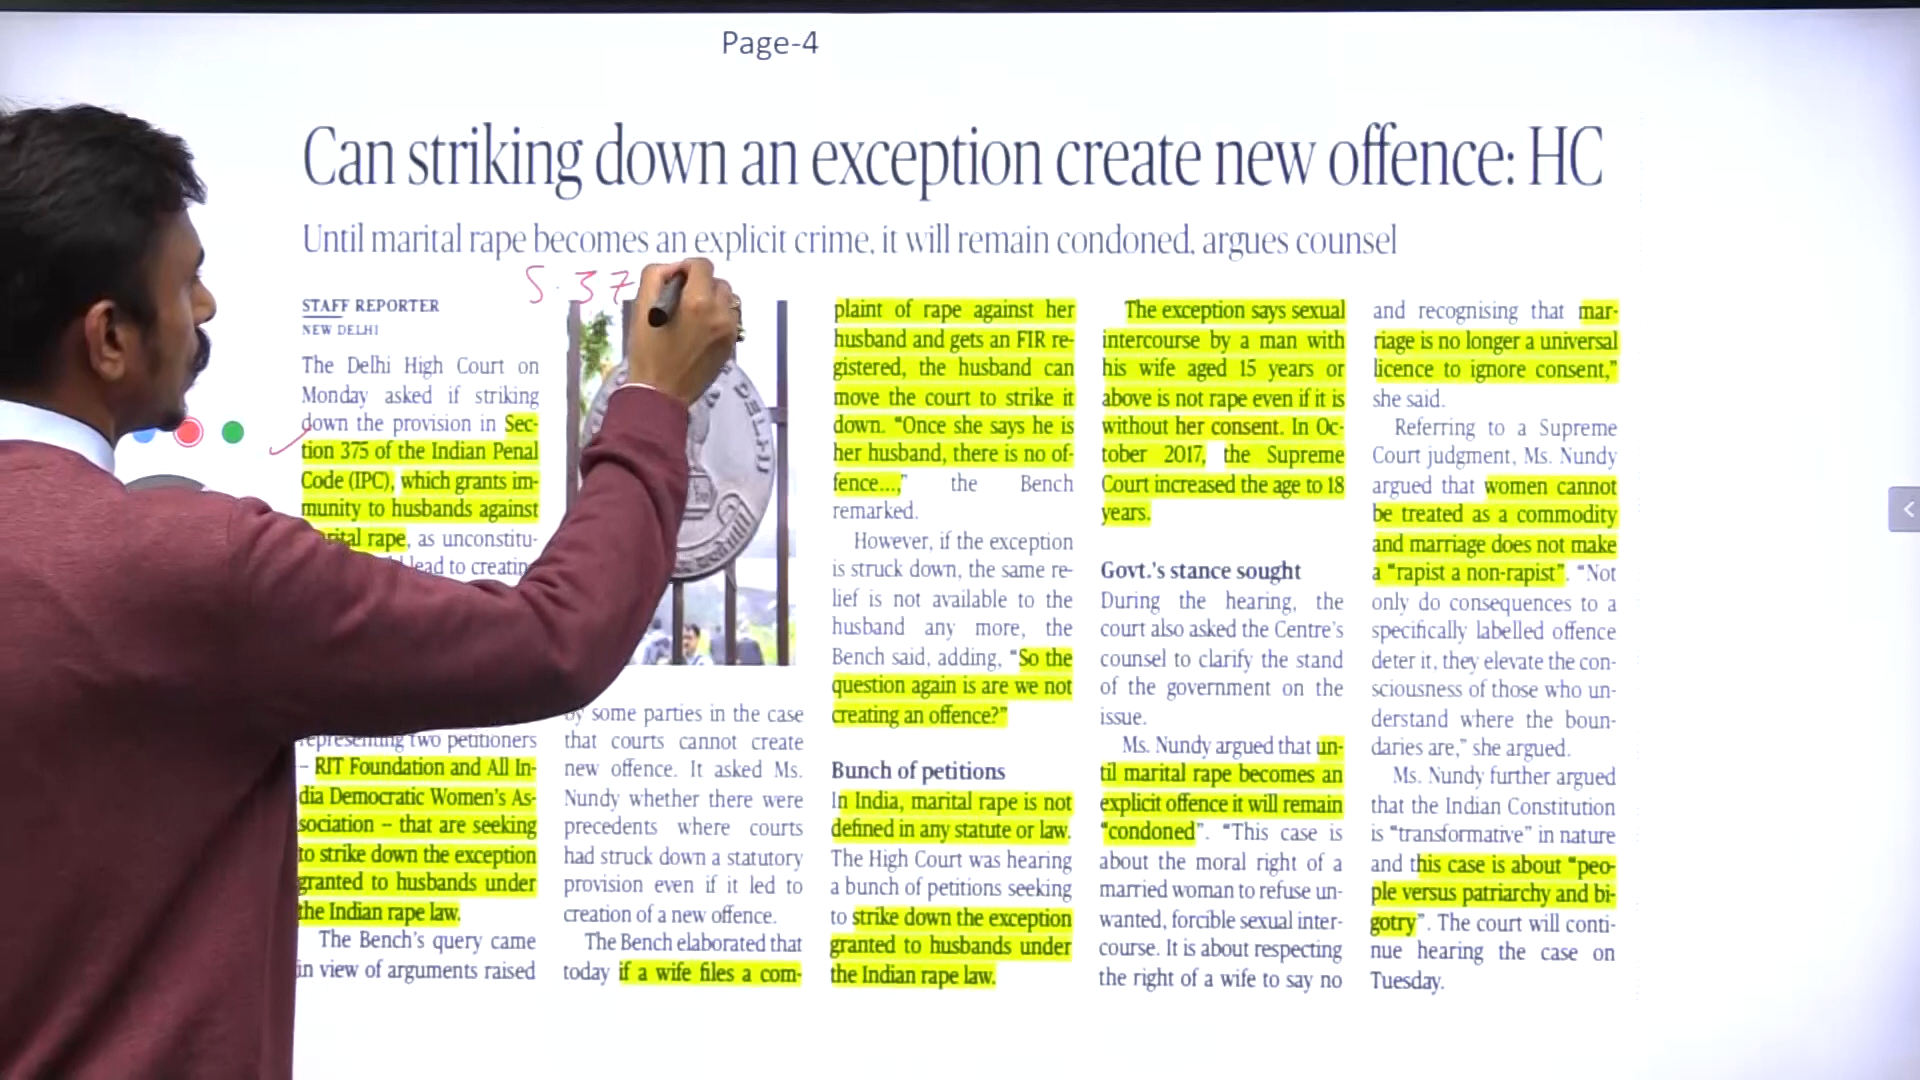 Page-4
Can striking down an exception create new offence: HC
Until marital rape becomes an explicit crime, it will remain condoned, argues counsel
S. 37
STAFF REPORTER
NEW DELHI
The Delhi High Court on
Monday asked if striking
down the provision in Sec-
tion 375 of the Indian Penal
Code (IPC), which grants im-
munity to husbands against
rape, as unconstitu-
lead to creatin
representing two petitioners
– RIT Foundation and All In-
dia Democratic Women's As-
sociation – that are seeking
to strike down the exception
granted to husbands under
the Indian rape law.
The Bench's query came
in view of arguments raised
DELHI
by some parties in the case
that courts cannot create
new offence. It asked Ms.
Nundy whether there were
precedents where courts
had struck down a statutory
provision even if it led to
creation of a new offence.
The Bench elaborated that
today if a wife files a com-
plaint of rape against her
husband and gets an FIR re-
gistered, the husband can
move the court to strike it
down. “Once she says he is
her husband, there is no of-
fence...,” the Bench
remarked.
However, if the exception
is struck down, the same re-
lief is not available to the
husband any more, the
Bench said, adding, “So the
question again is are we not
creating an offence?”
Bunch of petitions
In India, marital rape is not
defined in any statute or law.
The High Court was hearing
a bunch of petitions seeking
to strike down the exception
granted to husbands under
the Indian rape law.
The exception says sexual
intercourse by a man with
his wife aged 15 years or
above is not rape even if it is
without her consent. In Oc-
tober 2017, the Supreme
Court increased the age to 18
years.
Govt.'s stance sought
During the hearing, the
court also asked the Centre's
counsel to clarify the stand
of the government on the
issue.
Ms. Nundy argued that un-
til marital rape becomes an
explicit offence it will remain
“condoned”. “This case is
about the moral right of a
married woman to refuse un-
wanted, forcible sexual inter-
course. It is about respecting
the right of a wife to say no
and recognising that mar-
riage is no longer a universal
licence to ignore consent,”
she said.
Referring to a Supreme
Court judgment, Ms. Nundy
argued that women cannot
be treated as a commodity
and marriage does not make
a “rapist a non-rapist”. “Not
only do consequences to a
specifically labelled offence
deter it, they elevate the con-
sciousness of those who un-
derstand where the boun-
daries are,” she argued.
Ms. Nundy further argued
that the Indian Constitution
is “transformative” in nature
and this case is about “peo-
ple versus patriarchy and bi-
gotry”. The court will conti-
nue hearing the case on
Tuesday.